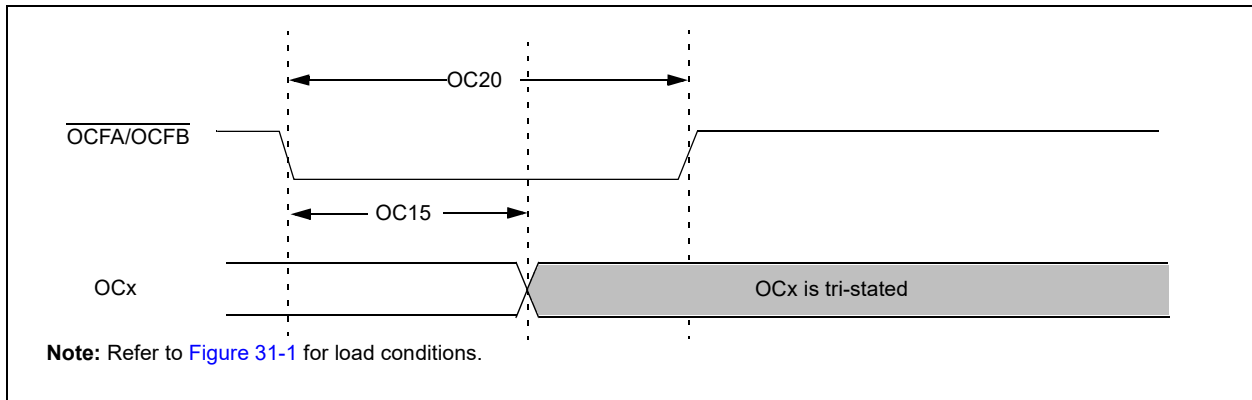 OC20
OCFA/OCFB
OC15
OCx
OCx is tri-stated
Note: Refer to Figure 31-1 for load conditions.